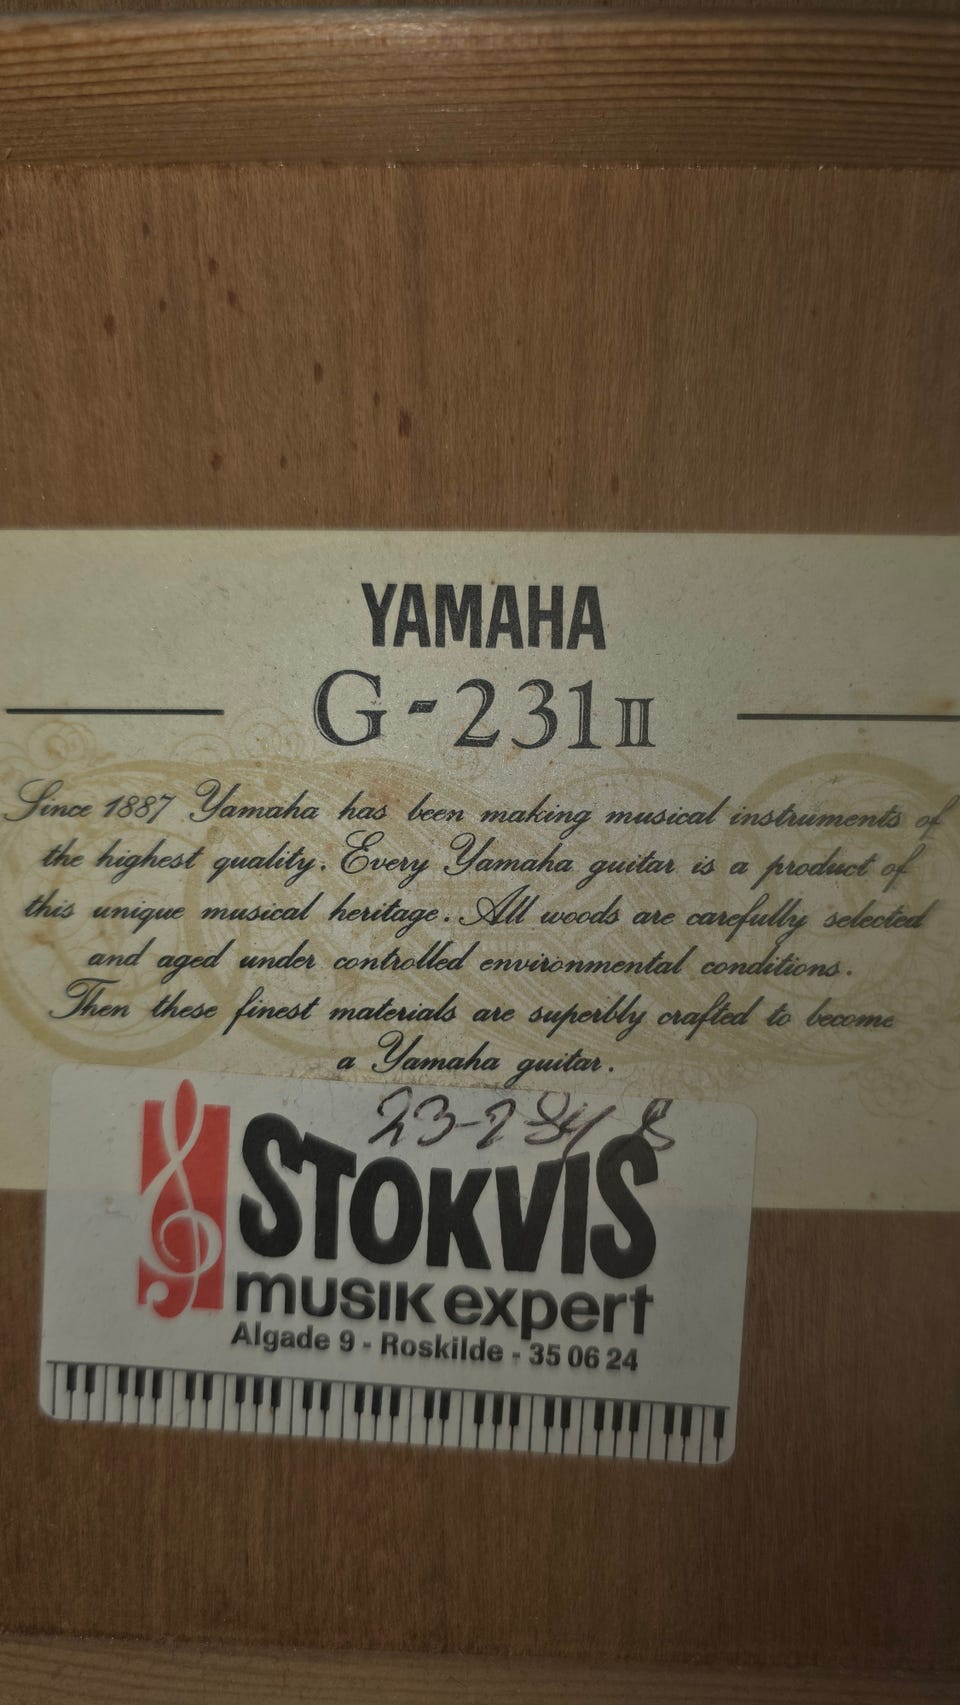 YAMAHA
G-231II
Since 1887 Yamaha has been making musical instruments of
the highest quality. Every Yamaha guitar is a product of
this unique musical heritage. All woods are carefully selected
and aged under controlled environmental conditions.
Then these finest materials are superbly crafted to become
a Yamaha guitar.
23-2
STOKVIS
musik expert
Algade 9 - Roskilde - 35 06 24